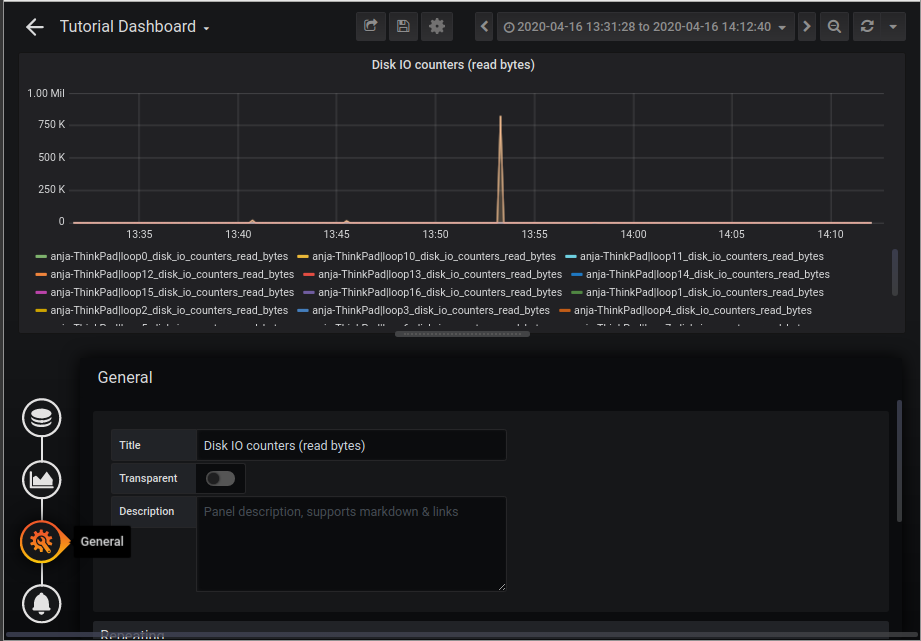 Tutorial Dashboard
2020-04-16 13:31:28 to 2020-04-16 14:12:40
Disk IO counters (read bytes)
1.00 Mil
750 K
500 K
250 K
0
13:35 13:40 13:45 13:50 13:55 14:00 14:05 14:10
anja-ThinkPad|loop0_disk_io_counters_read_bytes anja-ThinkPad|loop10_disk_io_counters_read_bytes anja-ThinkPad|loop11_disk_io_counters_read_bytes
anja-ThinkPad|loop12_disk_io_counters_read_bytes anja-ThinkPad|loop13_disk_io_counters_read_bytes anja-ThinkPad|loop14_disk_io_counters_read_bytes
anja-ThinkPad|loop15_disk_io_counters_read_bytes anja-ThinkPad|loop16_disk_io_counters_read_bytes anja-ThinkPad|loop1_disk_io_counters_read_bytes
anja-ThinkPad|loop2_disk_io_counters_read_bytes anja-ThinkPad|loop3_disk_io_counters_read_bytes anja-ThinkPad|loop4_disk_io_counters_read_bytes
General
Title Disk IO counters (read bytes)
Transparent
Description Panel description, supports markdown & links
General
Repeating